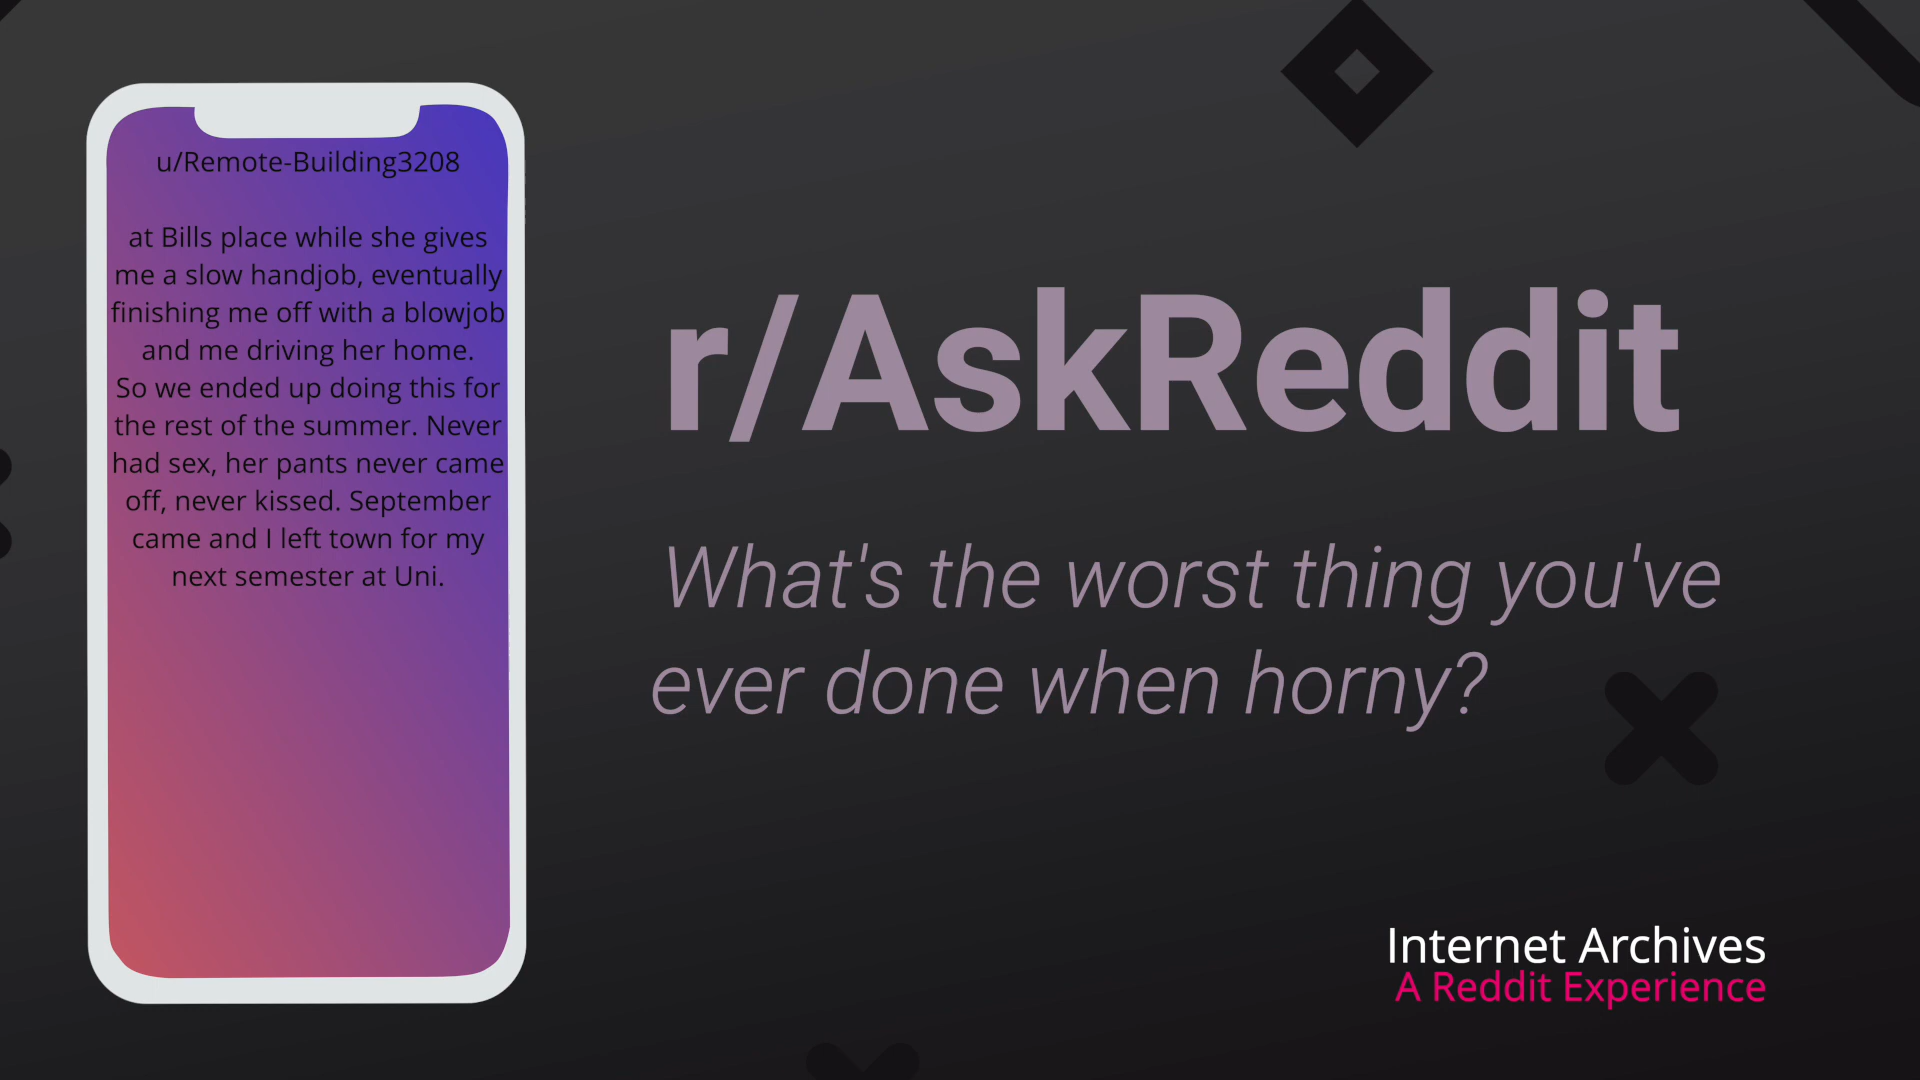 u/Remote-Building3208
at Bills place while she gives
me a slow handjob, eventually
finishing me off with a blowjob
and me driving her home.
So we ended up doing this for
the rest of the summer. Never
had sex, her pants never came
off, never kissed. September
came and I left town for my
next semester at Uni.
r/AskReddit
What's the worst thing you've
ever done when horny?
Internet Archives
A Reddit Experience